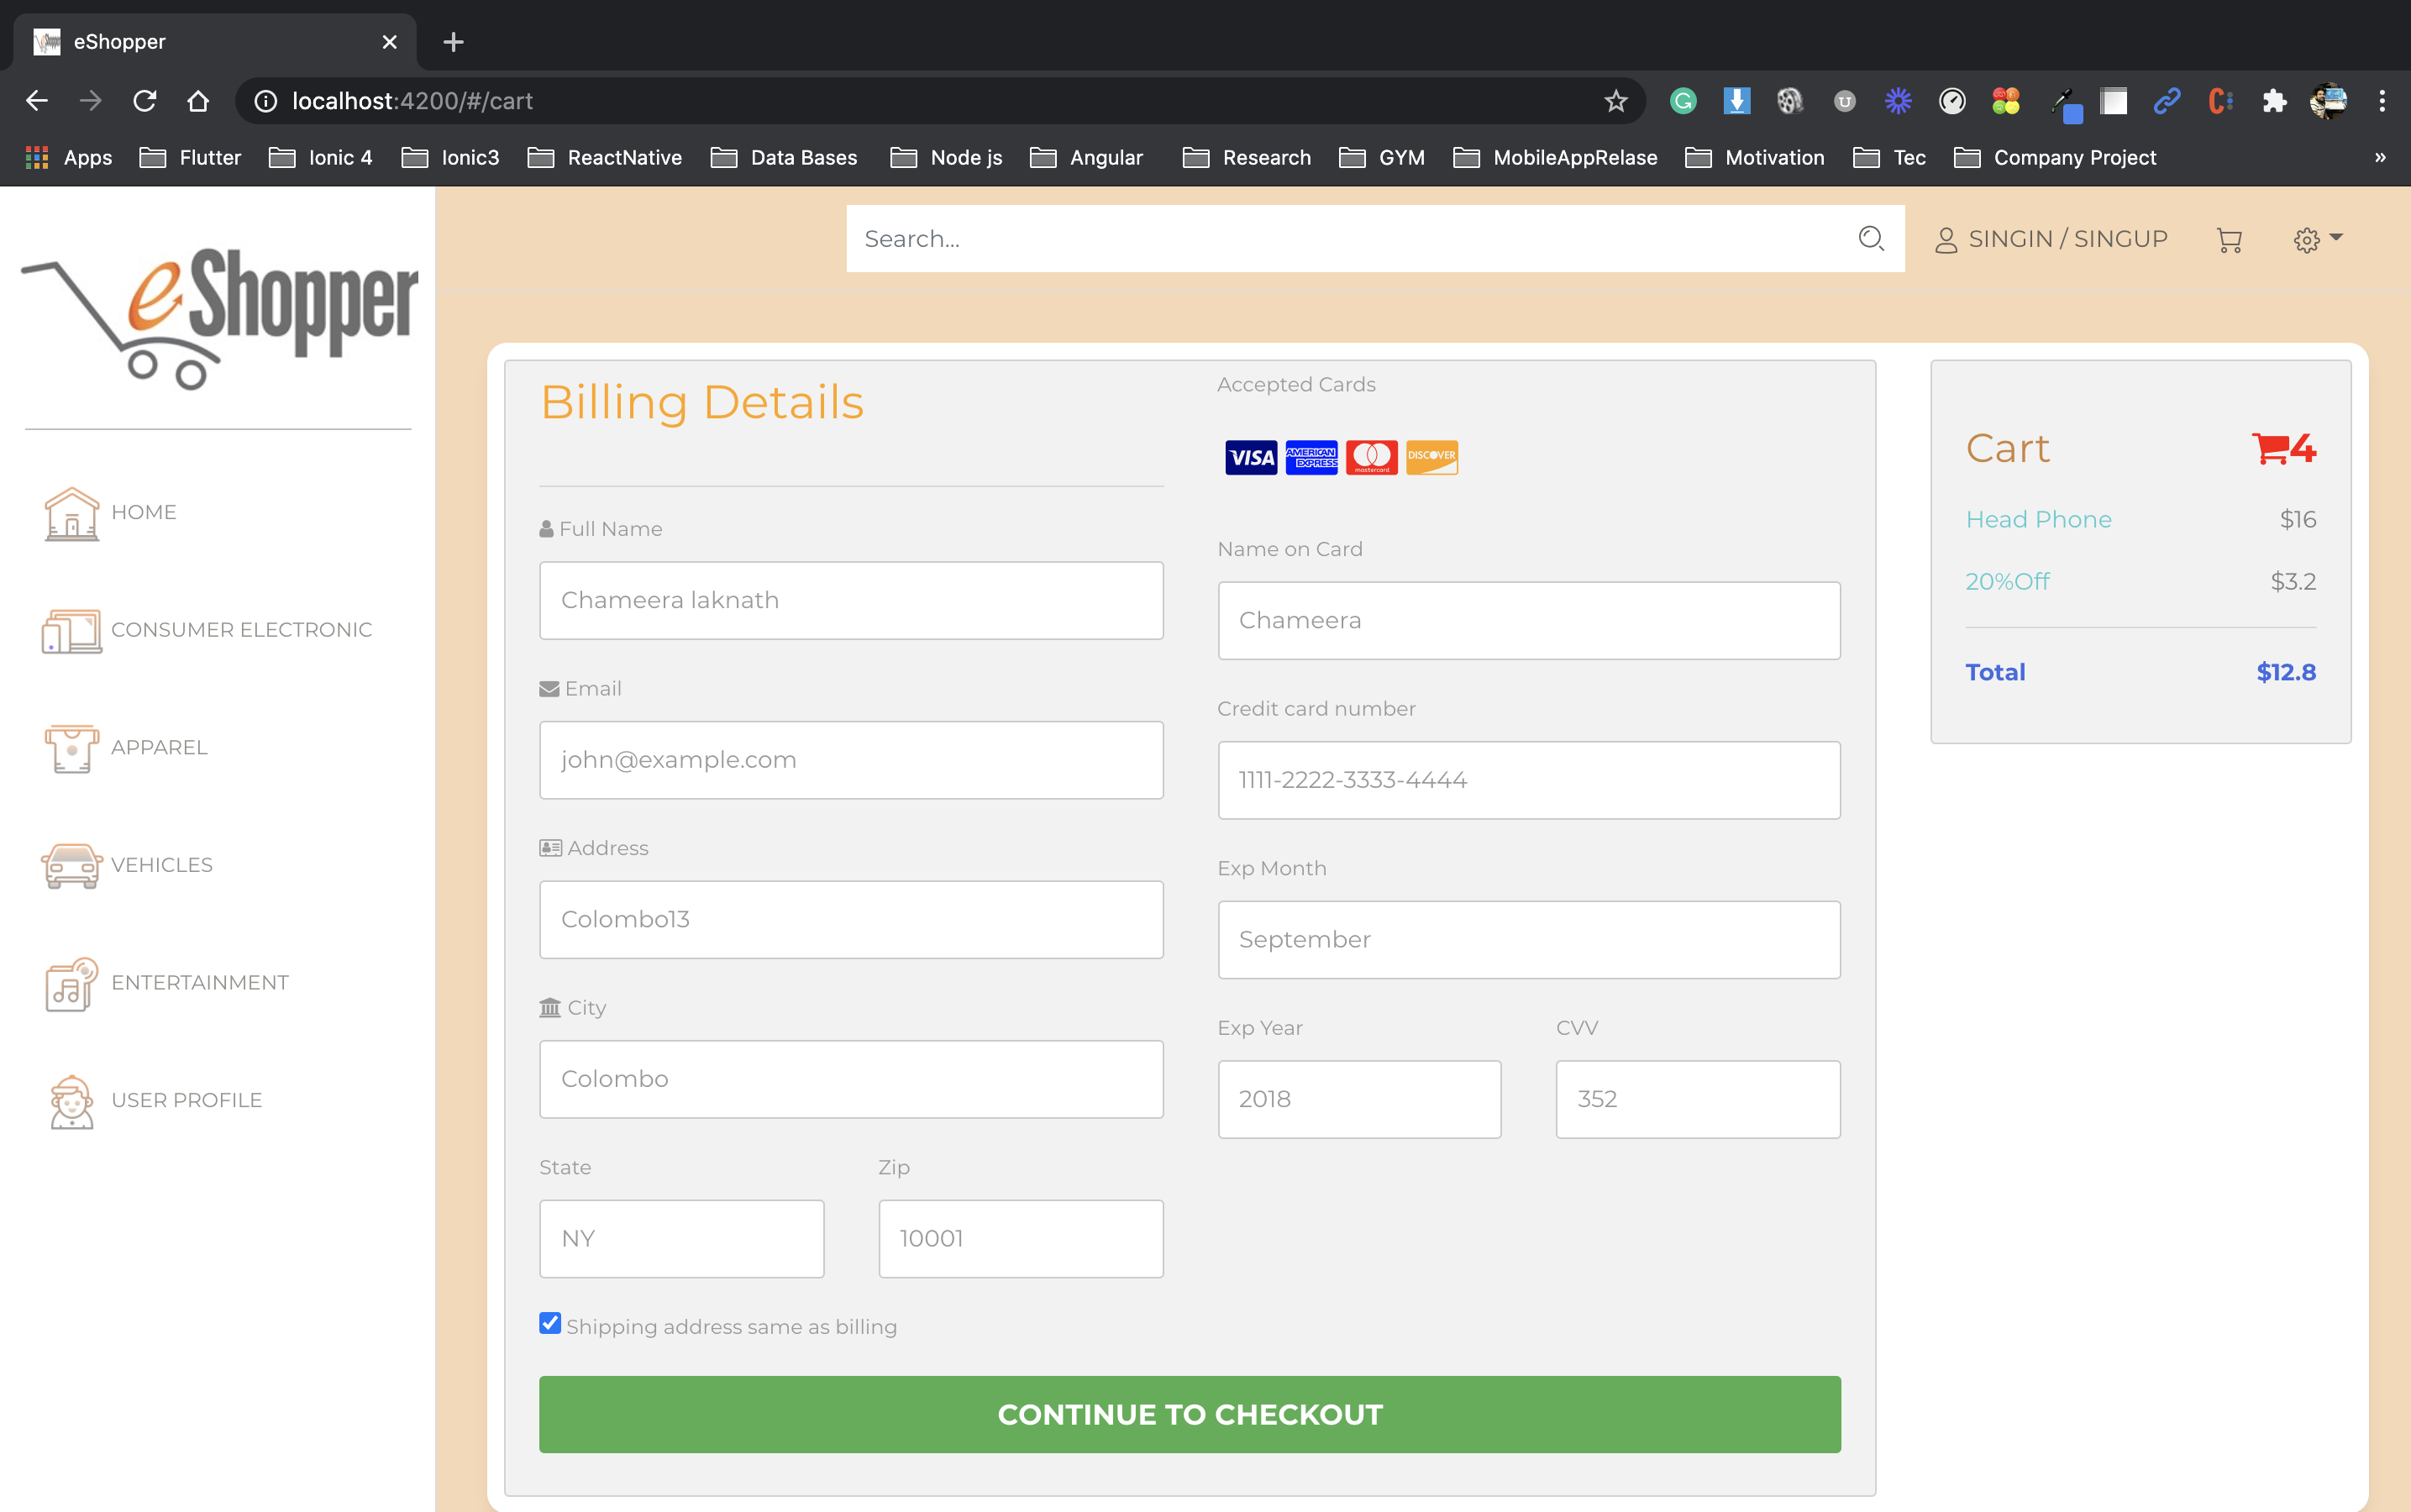 eShopper
localhost:4200/#/cart
Apps Flutter Ionic 4 Ionic3 ReactNative Data Bases Node js Angular Research GYM MobileAppRelase Motivation Tec Company Project »
eShopper
Search...
SINGIN / SINGUP
HOME
CONSUMER ELECTRONIC
APPAREL
VEHICLES
ENTERTAINMENT
USER PROFILE
Billing Details
Full Name
Chameera laknath
Email
john@example.com
Address
Colombo13
City
Colombo
State Zip
NY 10001
Shipping address same as billing
Accepted Cards
VISA AMERICAN EXPRESS mastercard DISCOVER
Name on Card
Chameera
Credit card number
1111-2222-3333-4444
Exp Month
September
Exp Year CVV
2018 352
CONTINUE TO CHECKOUT
Cart 4
Head Phone $16
20%Off $3.2
Total $12.8